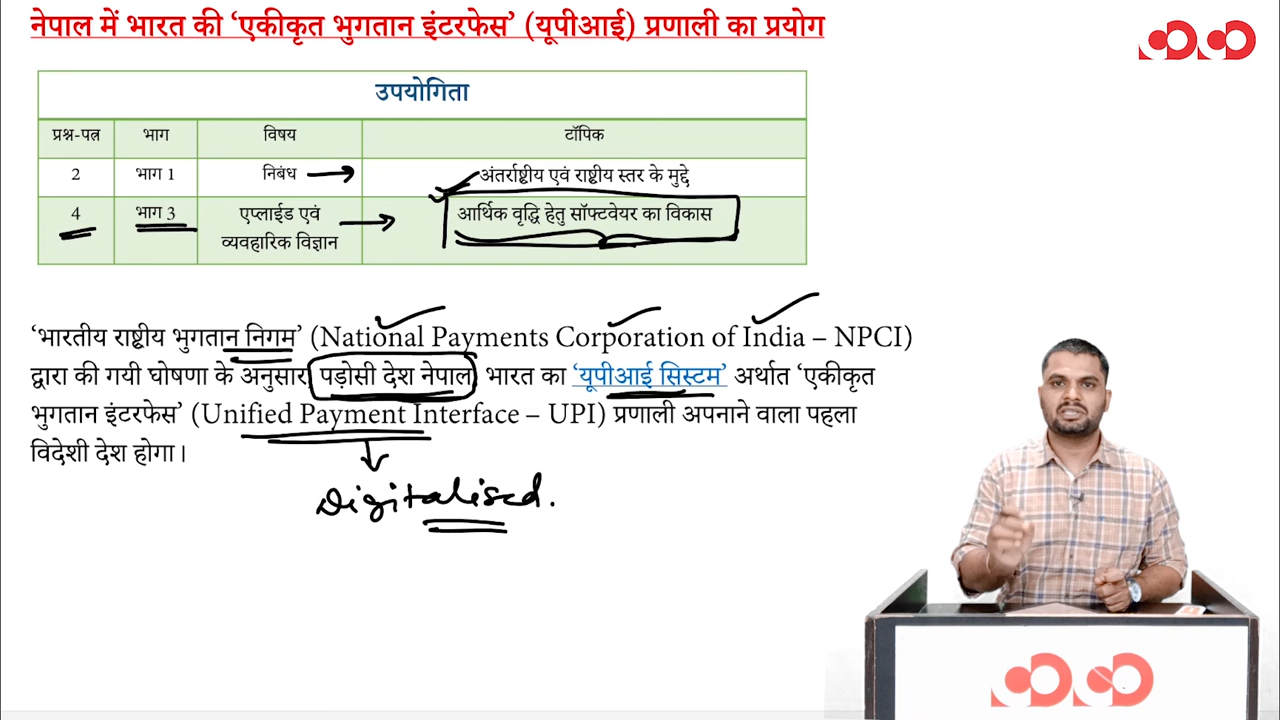 नेपाल में भारत की ‘एकीकृत भुगतान इंटरफेस’ (यूपीआई) प्रणाली का प्रयोग
उपयोगिता
प्रश्न-पत्र भाग विषय टॉपिक
2 भाग 1 निबंध अंतर्राष्ट्रीय एवं राष्ट्रीय स्तर के मुद्दे
4 भाग 3 एप्लाईड एवं व्यवहारिक विज्ञान आर्थिक वृद्धि हेतु सॉफ्टवेयर का विकास
‘भारतीय राष्ट्रीय भुगतान निगम’ (National Payments Corporation of India – NPCI)
द्वारा की गयी घोषणा के अनुसार पड़ोसी देश नेपाल भारत का ‘यूपीआई सिस्टम’ अर्थात ‘एकीकृत
भुगतान इंटरफेस’ (Unified Payment Interface – UPI) प्रणाली अपनाने वाला पहला
विदेशी देश होगा।
Digitalised.